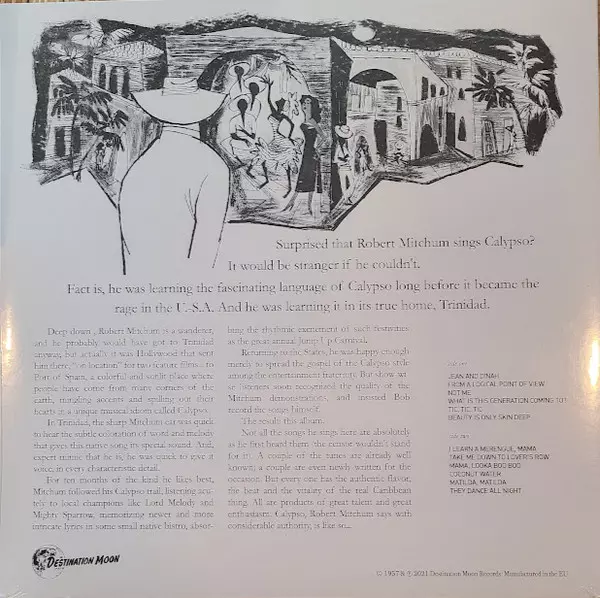 Surprised that Robert Mitchum sings Calypso?
It would be stranger if he couldn't.
Fact is, he was learning the fascinating language of Calypso long before it became the
rage in the U.-S.A. And he was learning it in its true home, Trinidad.
Deep down , Robert Mitchum is a wanderer,
and he probably would have got to Trinidad
anyway, but actually it was Hollywood that sent
him there, "on location" for two feature films : to
Port of Spain, a colorful and sunlit place where
people have come from many corners of the
earth, mingling accents and spilling out their
hearts in a unique musical idiom called Calypso.
In Trinidad, the sharp Mitchum ear was quick
to hear the subtle coloration of word and melody
that gives this native song its special sound. And,
expert mimic that he is, he was quick to give it
voice, in every characteristic detail.
For ten months of the kind he likes best,
Mitchum followed his Calypso trail, listening acu-
tely to local champions like Lord Melody and
Mighty Sparrow, memorizing newer and more
intricate lyrics in some small native bistro, absor-
bing the rhythmic excitement of such festivities
as the great annual Jump Up Carnival.
Returning to the States, he was happy enough
merely to spread the gospel of the Calypso style
among the entertainment fraternity. But show-wi-
se listeners soon recognized the quality of the
Mitchum demonstrations, and insisted Bob
record the songs himself.
The result : this album.
Not all the songs he sings here are absolutely
as he first heard them : the censor wouldn't stand
for it! A couple of the tunes are already well
known; a couple are even newly written for the
occasion. But every one has the authentic flavor,
the beat and the vitality of the real Caribbean
thing. All are products of great talent and great
enthusiasm. Calypso, Robert Mitchum says with
considerable authority, is like so...
Side one
JEAN AND DINAH
FROM A LOGICAL POINT OF VIEW
NOT ME
WHAT IS THIS GENERATION COMING TO?
TIC, TIC, TIC
BEAUTY IS ONLY SKIN DEEP
Side two
I LEARN A MERENGUE, MAMA
TAKE ME DOWN TO LOVER'S ROW
MAMA, LOOKA BOO BOO
COCONUT WATER
MATILDA, MATILDA
THEY DANCE ALL NIGHT
DESTINATION MOON
© 1957 & ℗ 2021 Destination Moon Records. Manufactured in the EU